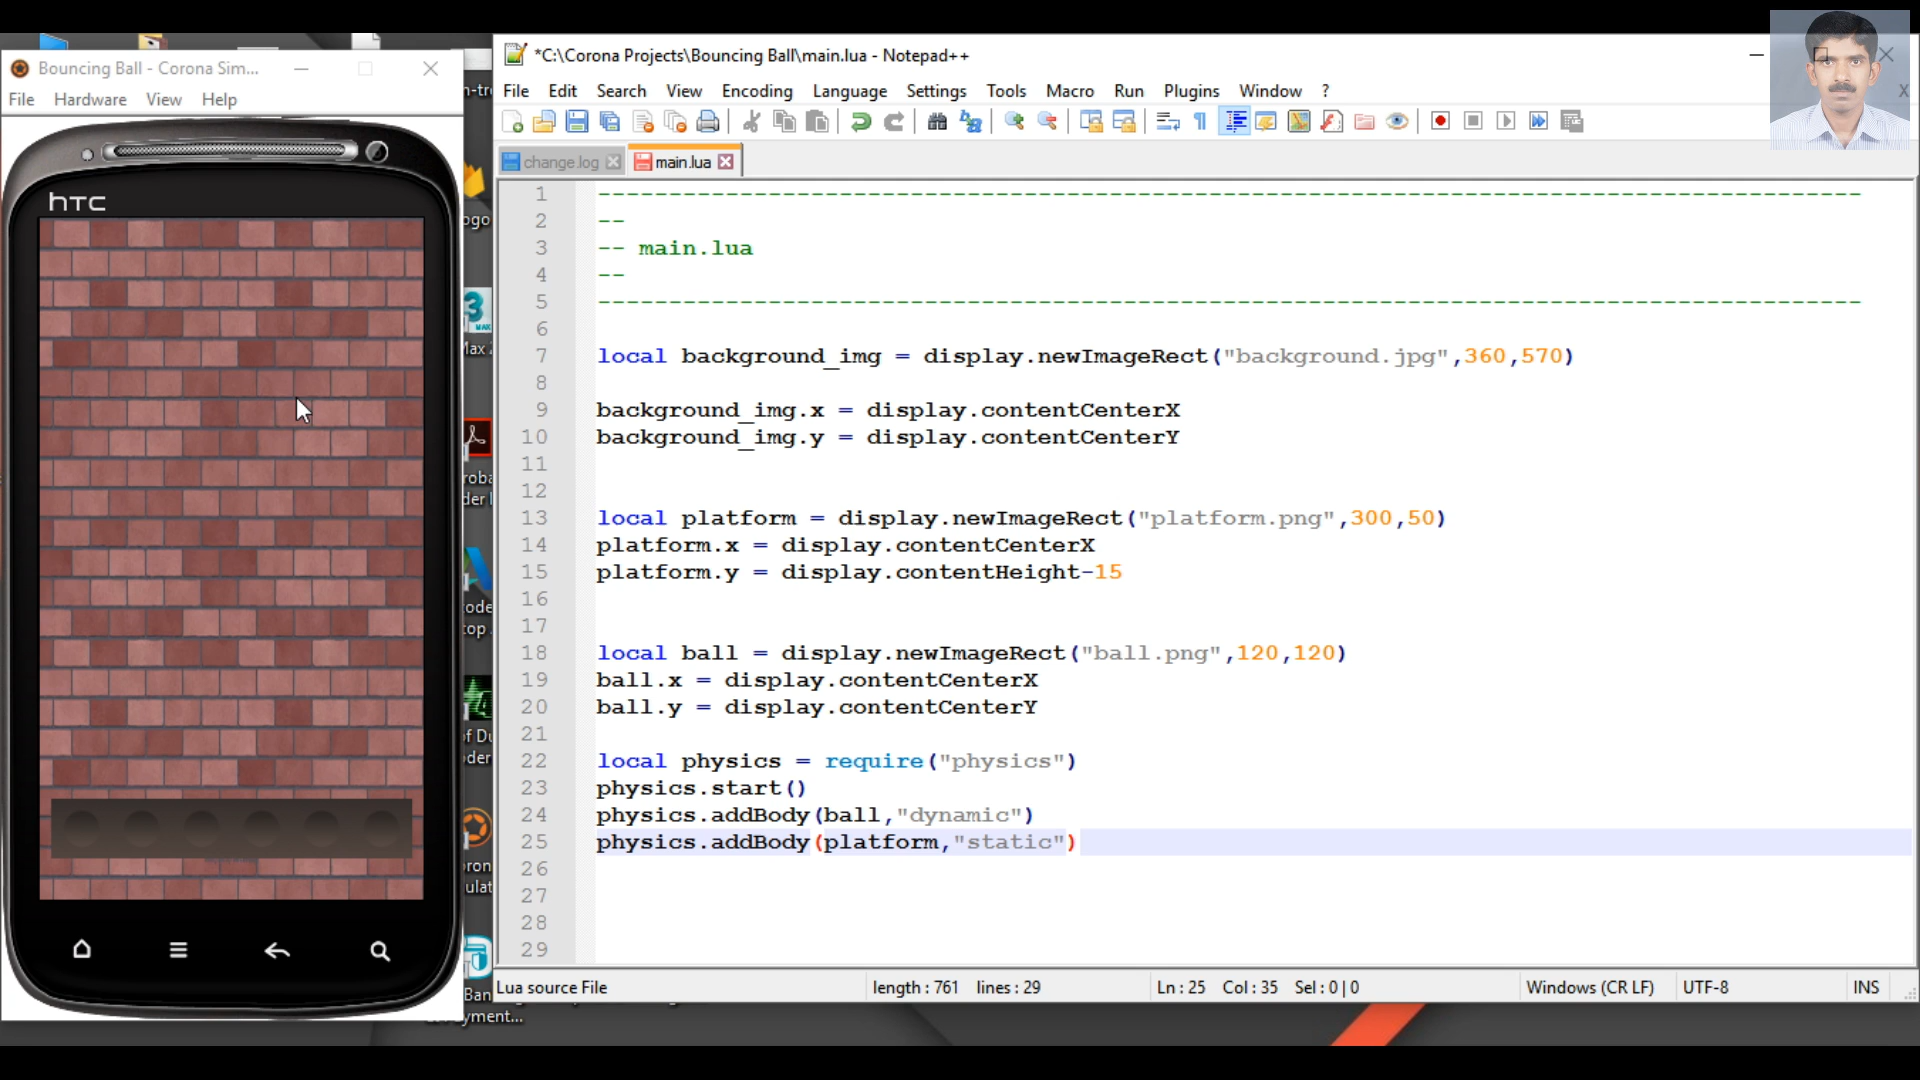 Bouncing Ball - Corona Sim...
File Hardware View Help
htc
*C:\Corona Projects\Bouncing Ball\main.lua - Notepad++
File Edit Search View Encoding Language Settings Tools Macro Run Plugins Window ?
change.log main.lua
1 --------------------------------------------------------------------------------
2 --
3 -- main.lua
4 --
5 --------------------------------------------------------------------------------
6
7 local background_img = display.newImageRect("background.jpg",360,570)
8
9 background_img.x = display.contentCenterX
10 background_img.y = display.contentCenterY
11
12
13 local platform = display.newImageRect("platform.png",300,50)
14 platform.x = display.contentCenterX
15 platform.y = display.contentHeight-15
16
17
18 local ball = display.newImageRect("ball.png",120,120)
19 ball.x = display.contentCenterX
20 ball.y = display.contentCenterY
21
22 local physics = require("physics")
23 physics.start()
24 physics.addBody(ball,"dynamic")
25 physics.addBody(platform,"static")
26
27
28
29
Lua source File length : 761 lines : 29 Ln : 25 Col : 35 Sel : 0 | 0 Windows (CR LF) UTF-8 INS